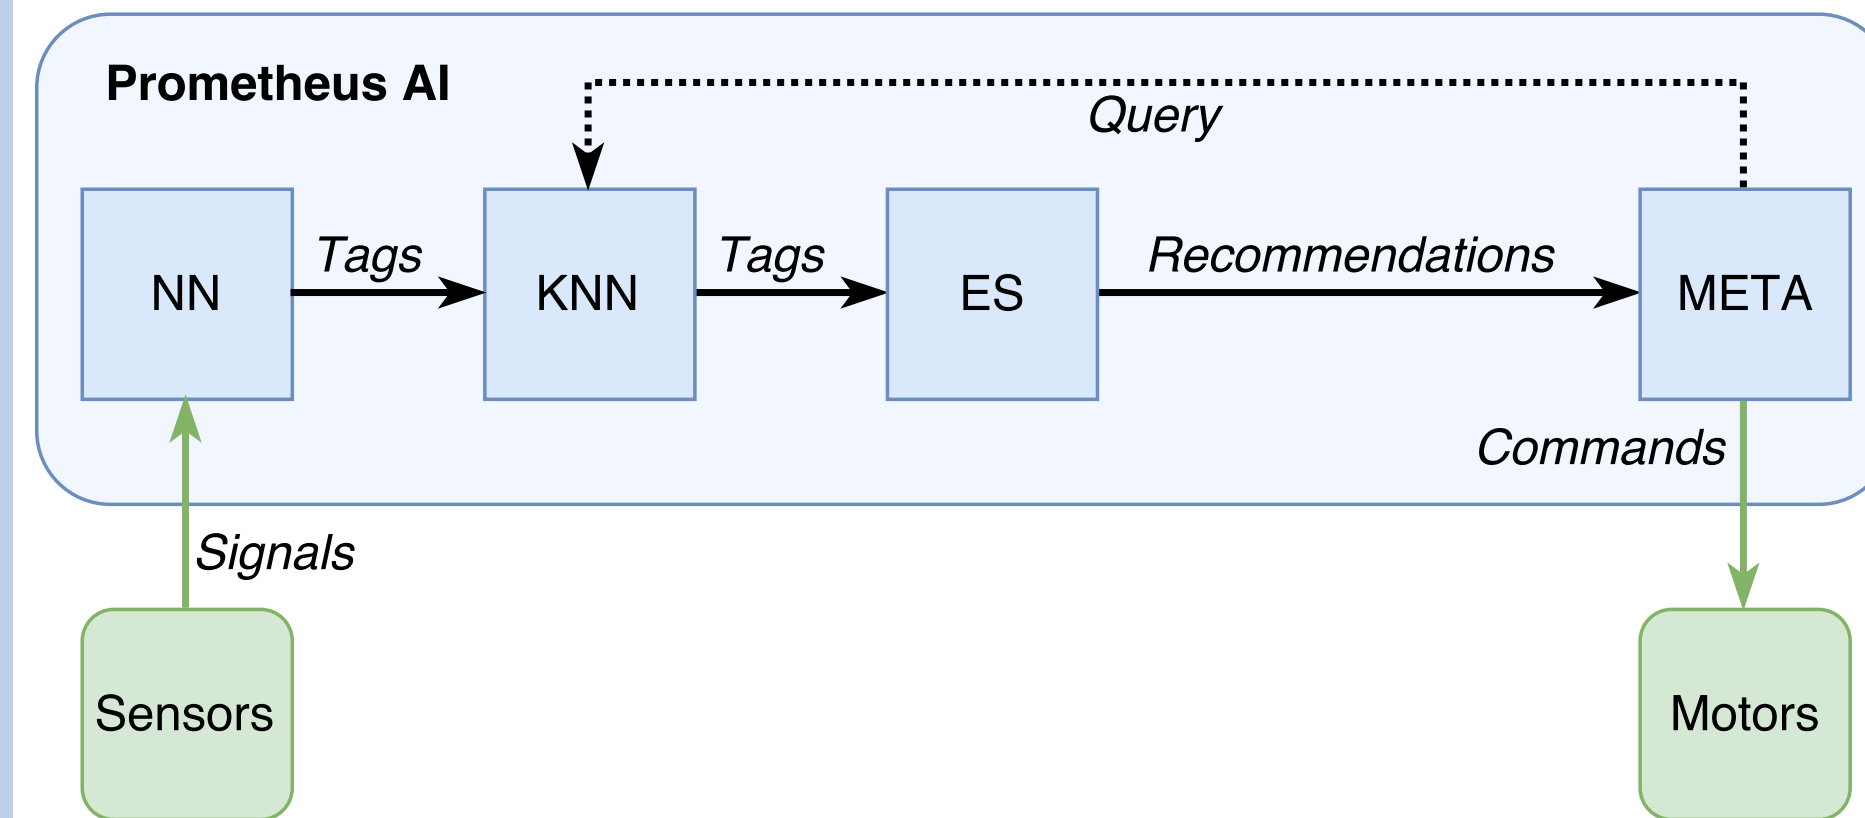 Prometheus AI
Query
Tags
Tags
Recommendations
NN
KNN
ES
META
Commands
Signals
Sensors
Motors